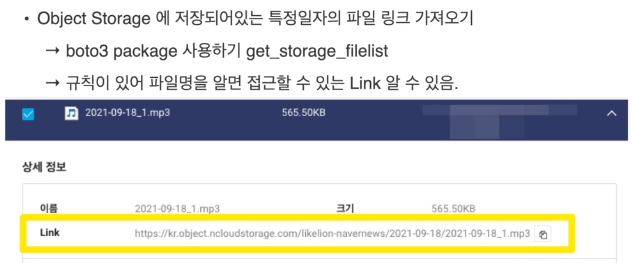 • Object Storage 에 저장되어있는 특정일자의 파일 링크 가져오기
→ boto3 package 사용하기 get_storage_filelist
→ 규칙이 있어 파일명을 알면 접근할 수 있는 Link 알 수 있음.
2021-09-18_1.mp3 565.50KB
상세 정보
이름 2021-09-18_1.mp3 크기 565.50KB
Link https://kr.object.ncloudstorage.com/likelion-navernews/2021-09-18/2021-09-18_1.mp3